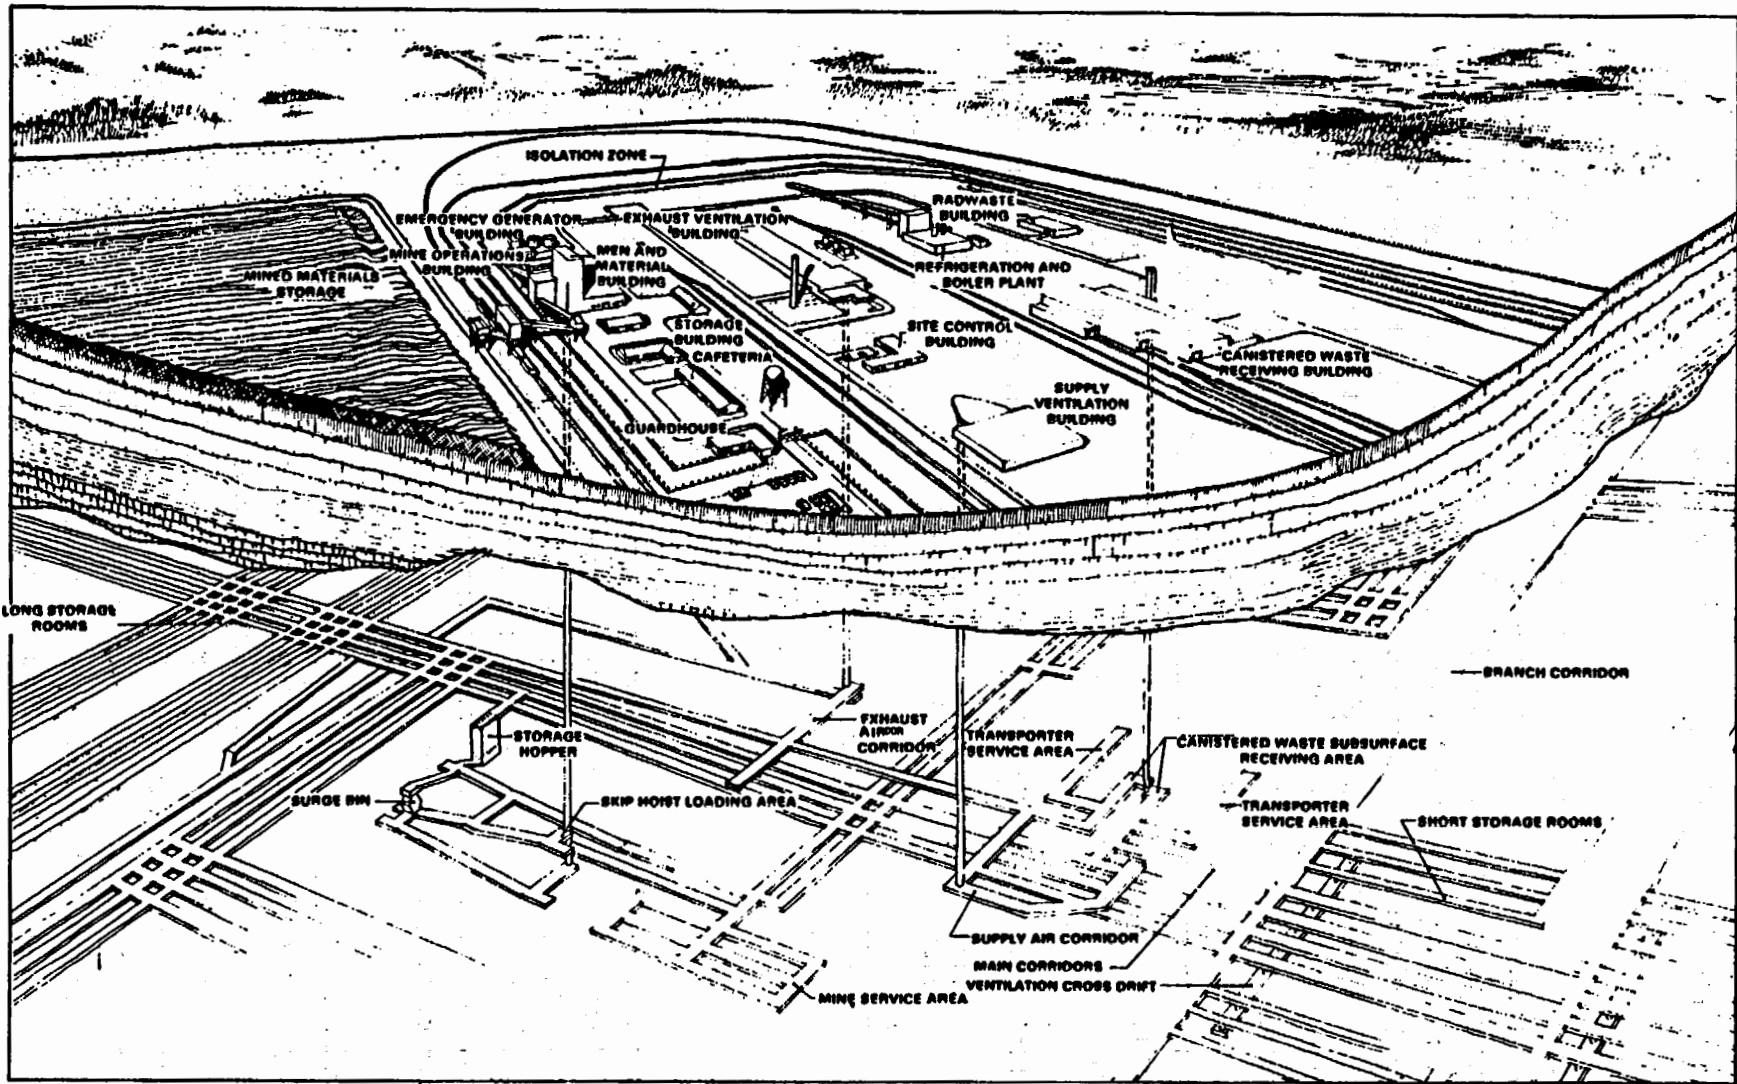 ISOLATION ZONE
EMERGENCY GENERATOR
BUILDING
EXHAUST VENTILATION
BUILDING
RADWASTE
BUILDING
MINE OPERATIONS
BUILDING
MEN AND
MATERIAL
BUILDING
MINED MATERIALS
STORAGE
REFRIGERATION AND
BOILER PLANT
STORAGE
BUILDING
CAFETERIA
SITE CONTROL
BUILDING
CANISTERED WASTE
RECEIVING BUILDING
SUPPLY
VENTILATION
BUILDING
GUARDHOUSE
LONG STORAGE
ROOMS
BRANCH CORRIDOR
STORAGE
HOPPER
EXHAUST
AIR
CORRIDOR
TRANSPORTER
SERVICE AREA
CANISTERED WASTE SUBSURFACE
RECEIVING AREA
SURGE BIN
SKIP HOIST LOADING AREA
TRANSPORTER
SERVICE AREA
SHORT STORAGE ROOMS
SUPPLY AIR CORRIDOR
MAIN CORRIDORS
VENTILATION CROSS DRIFT
MINE SERVICE AREA